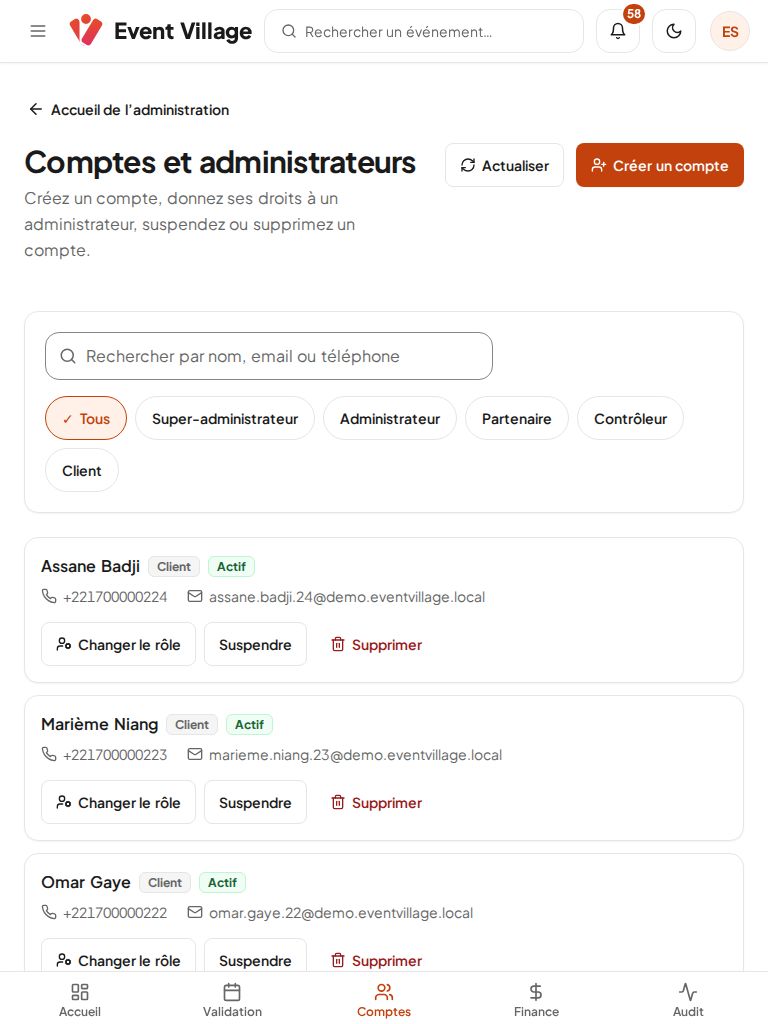 Event Village
Rechercher un événement...
58
ES
Accueil de l'administration
Comptes et administrateurs
Actualiser
Créer un compte
Créez un compte, donnez ses droits à un
administrateur, suspendez ou supprimez un
compte.
Rechercher par nom, email ou téléphone
✓ Tous
Super-administrateur
Administrateur
Partenaire
Contrôleur
Client
Assane Badji Client Actif
+221700000224 assane.badji.24@demo.eventvillage.local
Changer le rôle Suspendre Supprimer
Marième Niang Client Actif
+221700000223 marieme.niang.23@demo.eventvillage.local
Changer le rôle Suspendre Supprimer
Omar Gaye Client Actif
+221700000222 omar.gaye.22@demo.eventvillage.local
Changer le rôle Suspendre Supprimer
Accueil Validation Comptes Finance Audit